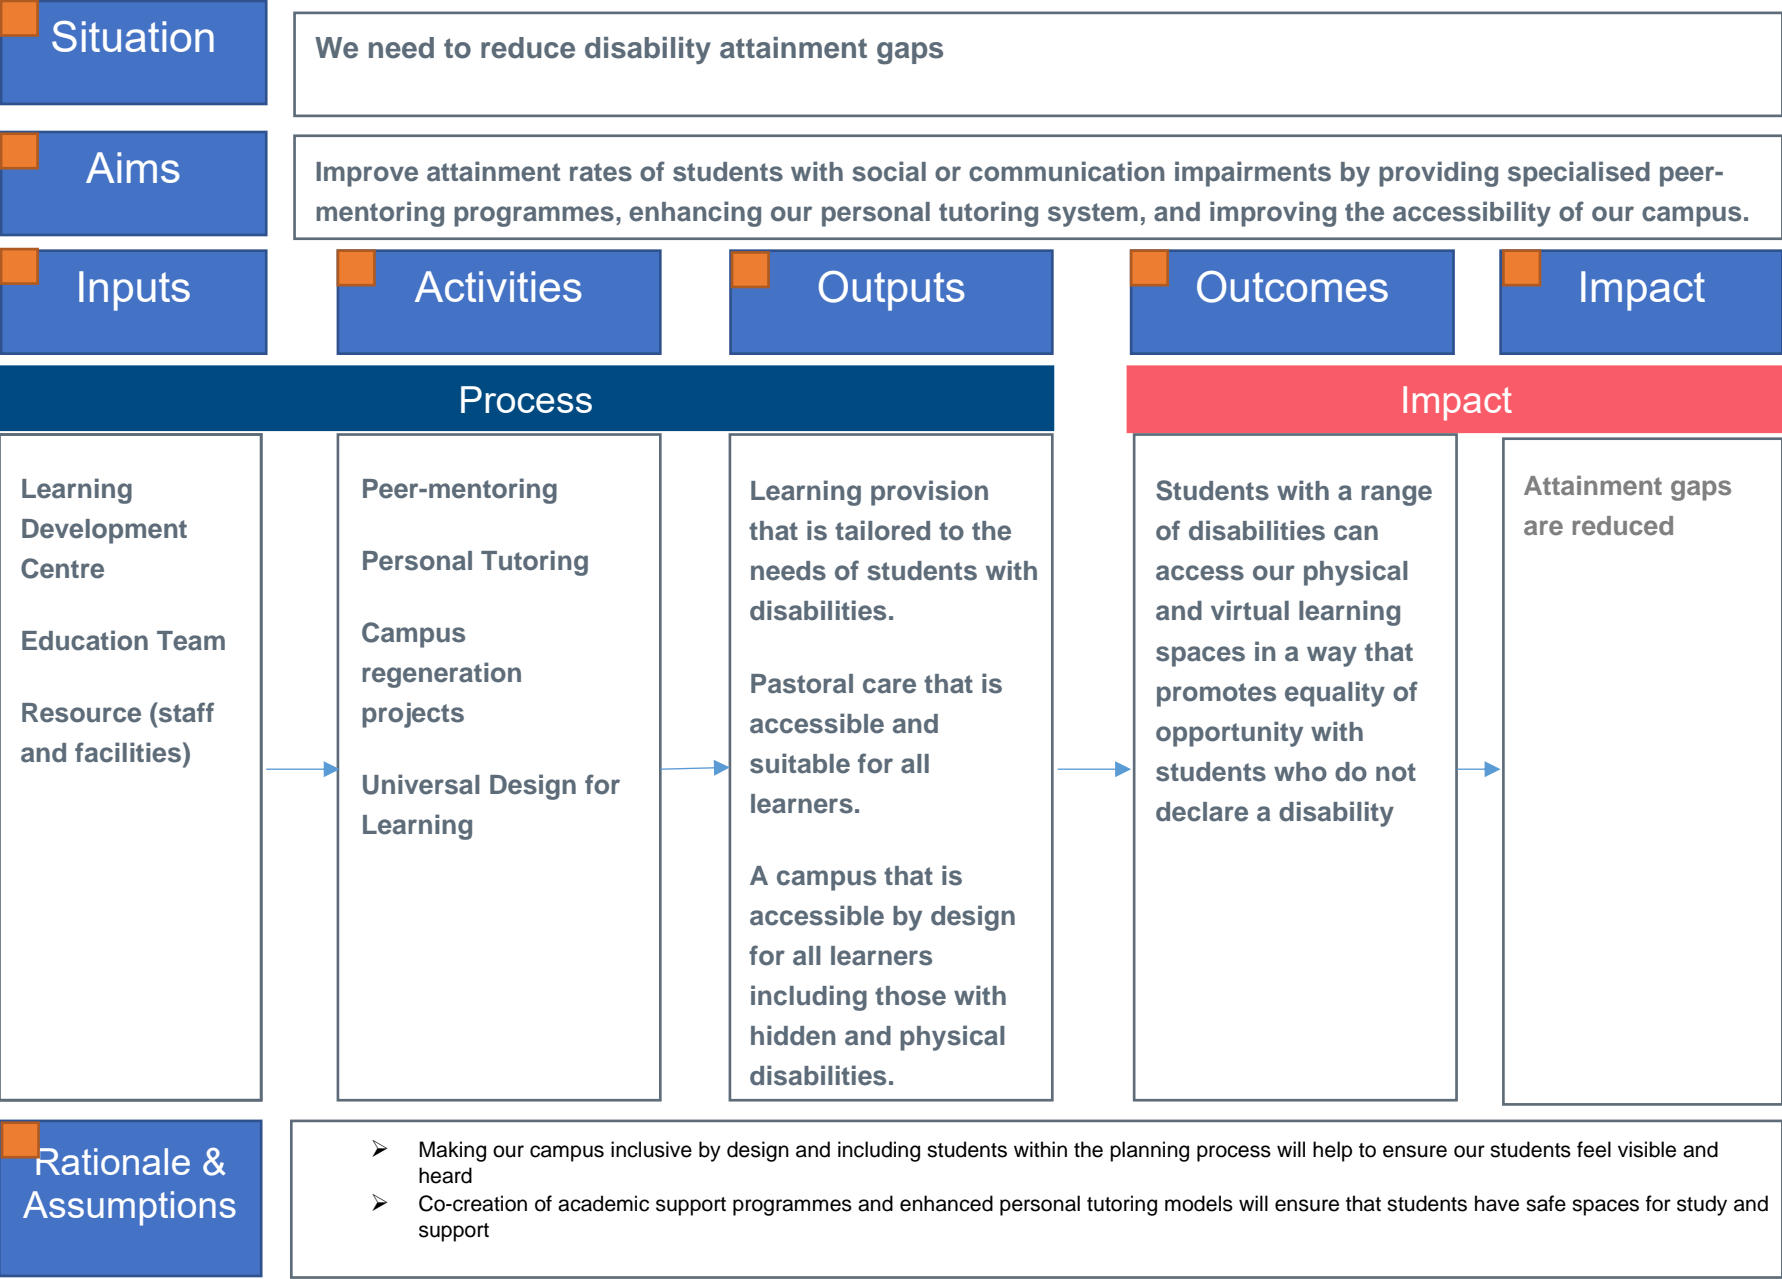 Situation
We need to reduce disability attainment gaps
Aims
Improve attainment rates of students with social or communication impairments by providing specialised peer-
mentoring programmes, enhancing our personal tutoring system, and improving the accessibility of our campus.
Inputs
Activities
Outputs
Outcomes
Impact
Process
Impact
Learning
Development
Centre
Education Team
Resource (staff
and facilities)
Peer-mentoring
Personal Tutoring
Campus
regeneration
projects
Universal Design for
Learning
Learning provision
that is tailored to the
needs of students with
disabilities.
Pastoral care that is
accessible and
suitable for all
learners.
A campus that is
accessible by design
for all learners
including those with
hidden and physical
disabilities.
Students with a range
of disabilities can
access our physical
and virtual learning
spaces in a way that
promotes equality of
opportunity with
students who do not
declare a disability
Attainment gaps
are reduced
Rationale &
Assumptions
➢ Making our campus inclusive by design and including students within the planning process will help to ensure our students feel visible and
heard
➢ Co-creation of academic support programmes and enhanced personal tutoring models will ensure that students have safe spaces for study and
support